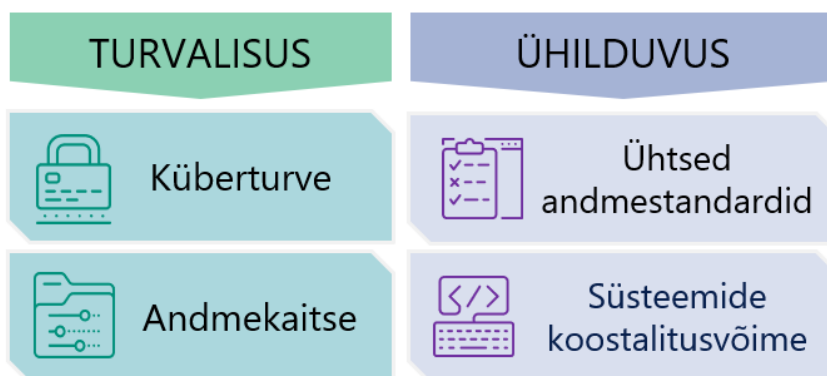 TURVALISUS
Küberturve
Andmekaitse
ÜHILDUVUS
Ühtsed
andmestandardid
Süsteemide
koostalitusvõime